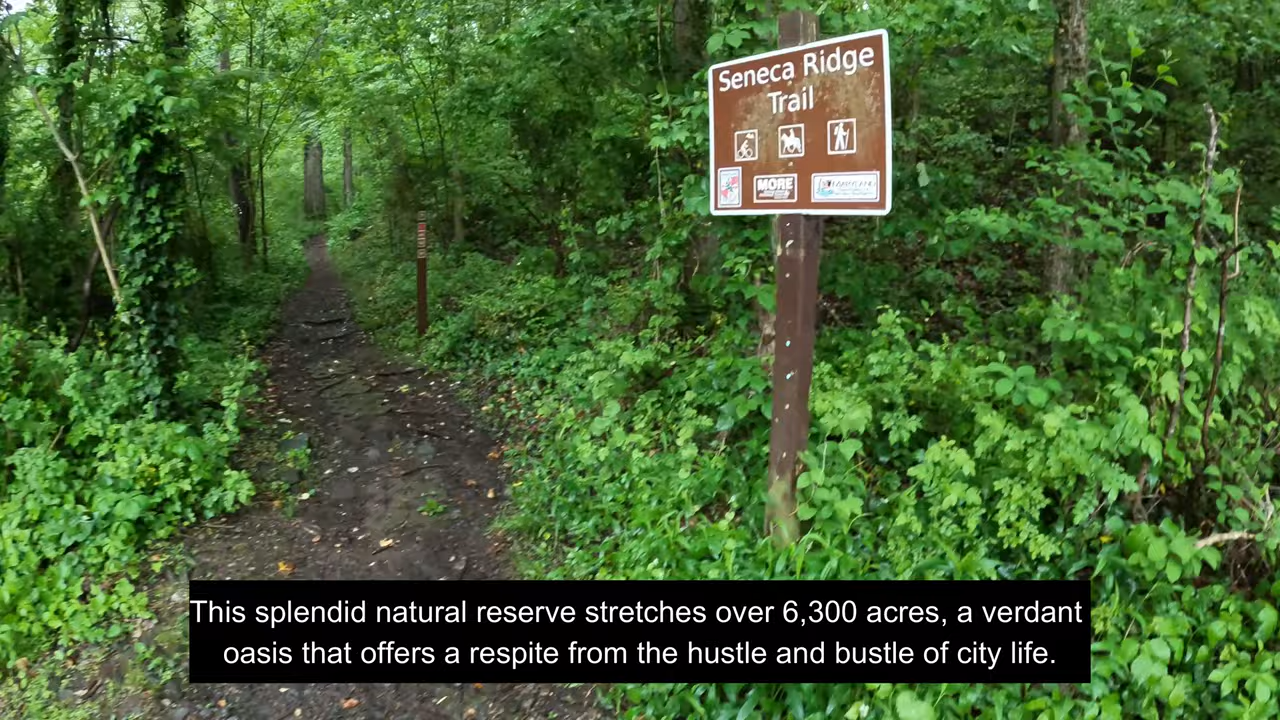 Seneca Ridge
Trail
MORE
This splendid natural reserve stretches over 6,300 acres, a verdant
oasis that offers a respite from the hustle and bustle of city life.